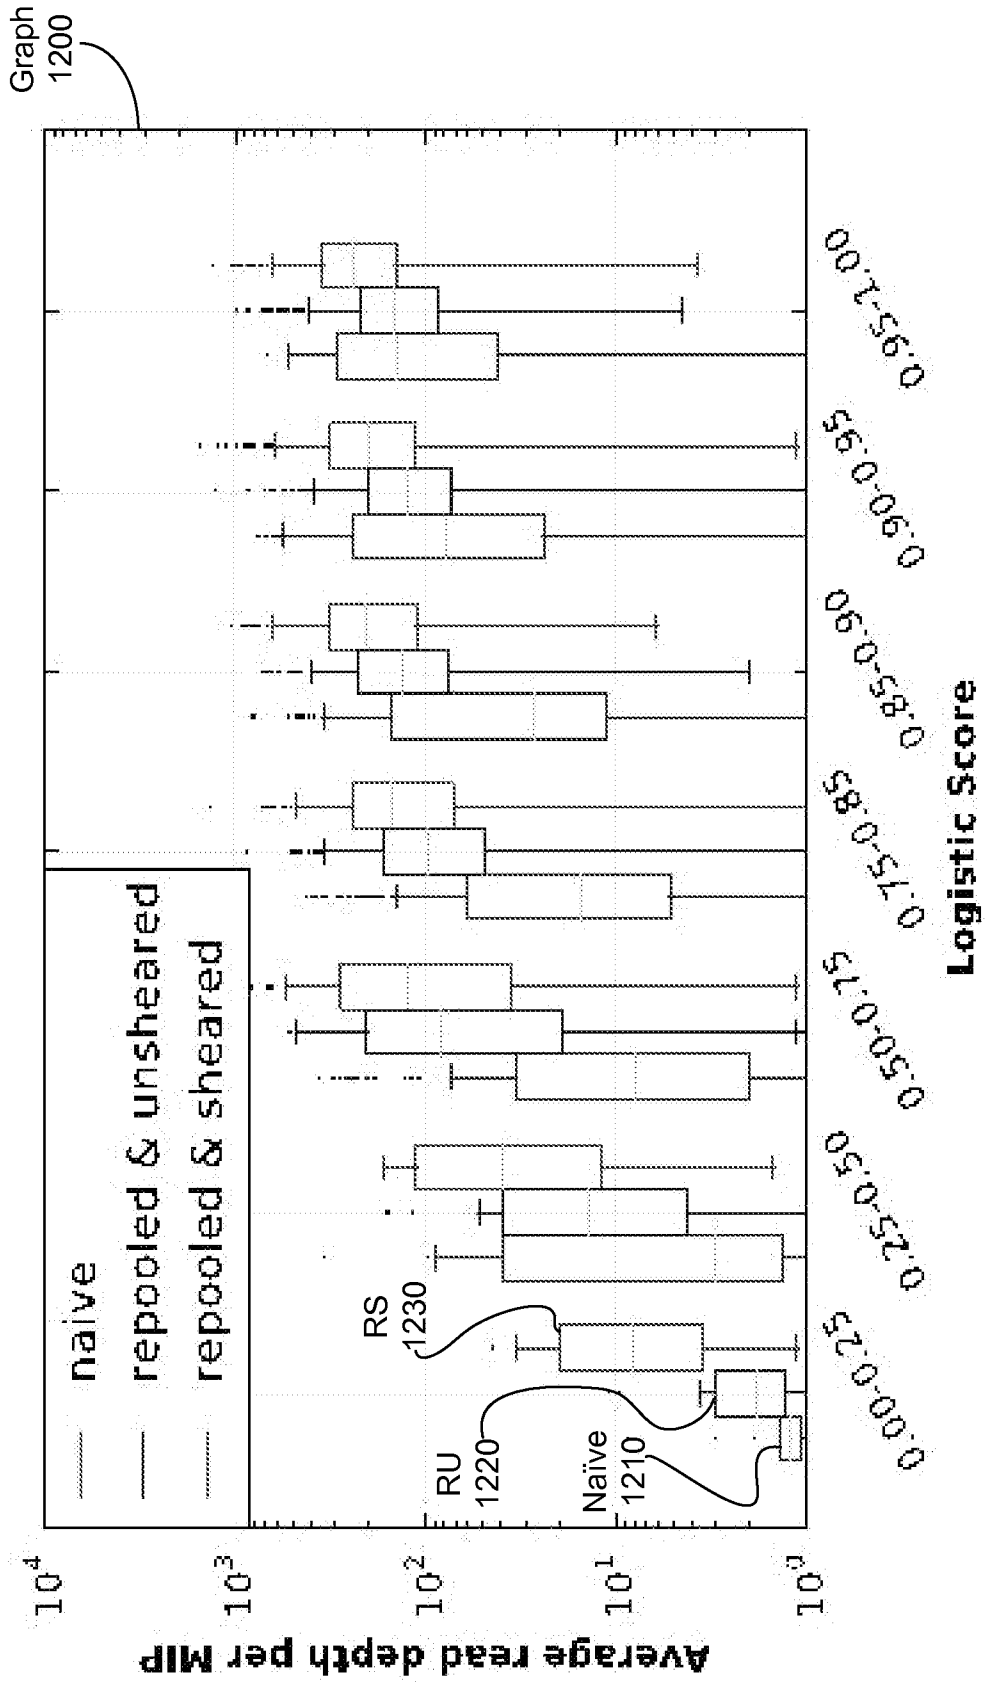 Graph
1200
naive
repooled & unsheared
repooled & sheared
10^4
10^3
10^2
10^1
10^0
Average read depth per MIP
RS
1230
RU
1220
Naïve
1210
0.00-0.25
0.25-0.50
0.50-0.75
0.75-0.85
0.85-0.90
0.90-0.95
0.95-1.00
Logistic Score